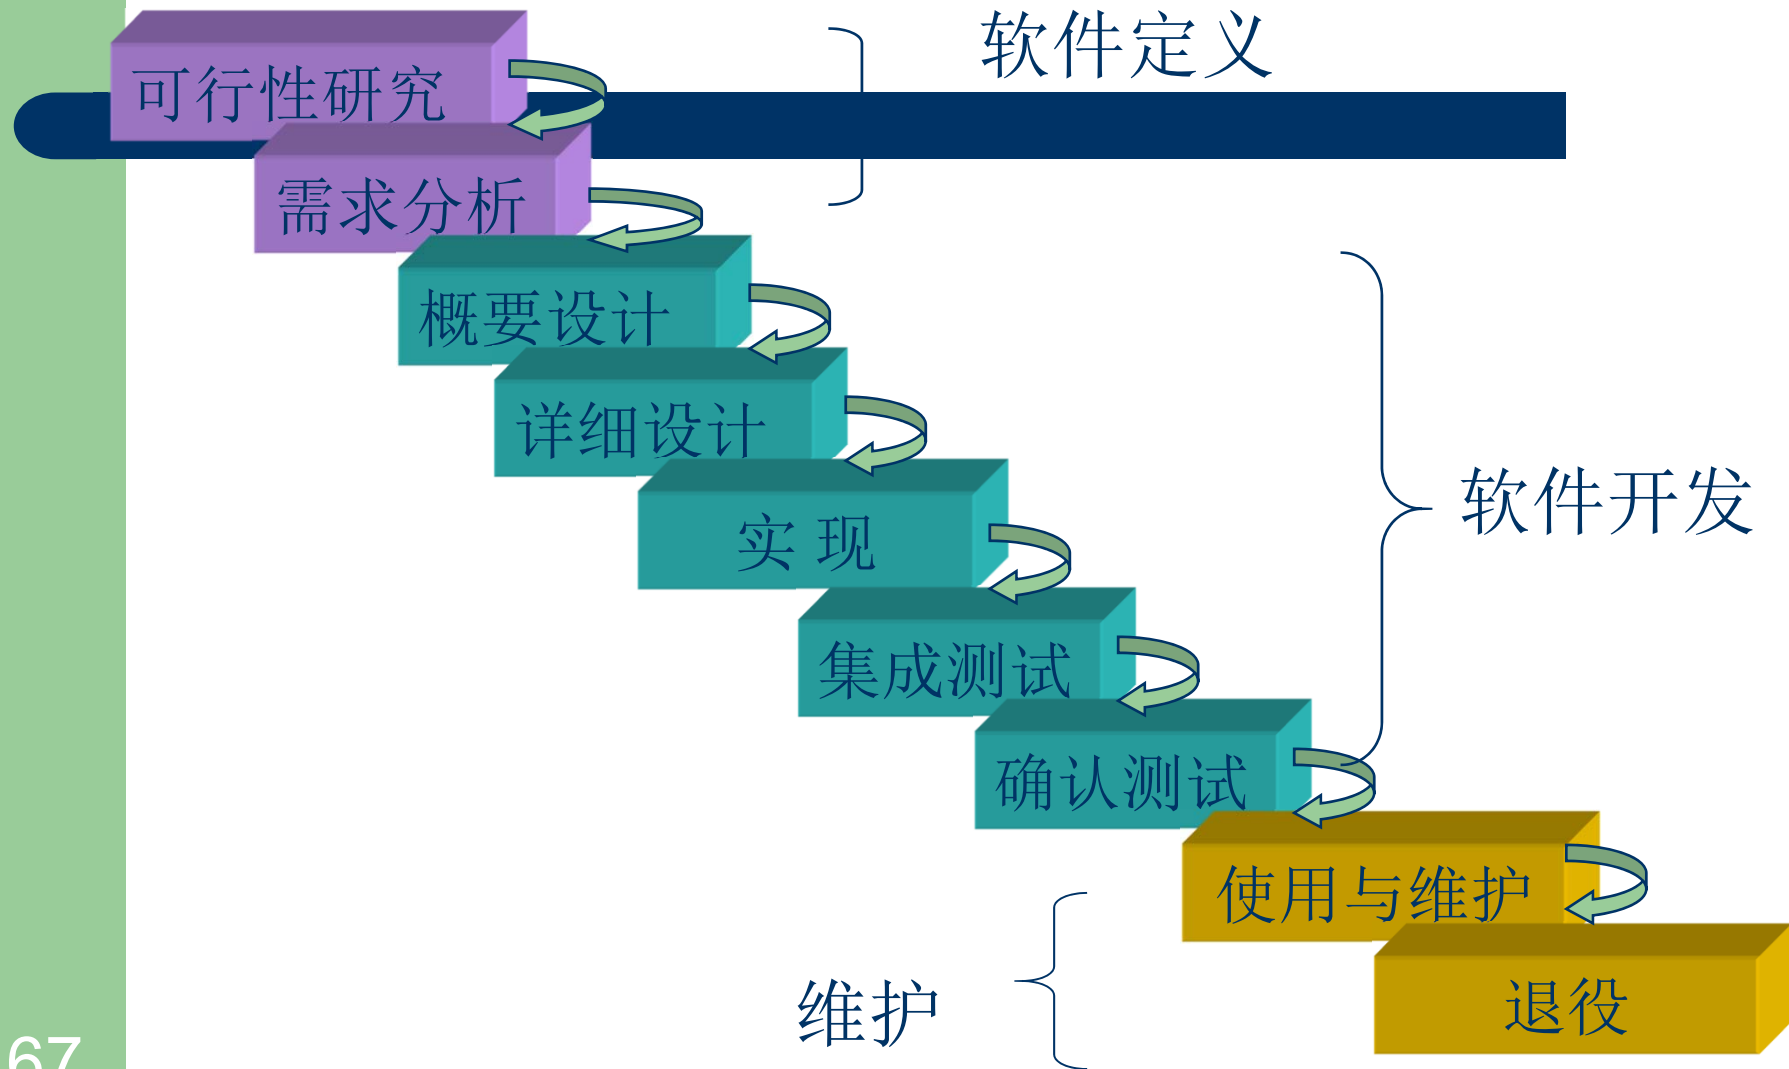 软件定义
可行性研究
需求分析
概要设计
详细设计
软件开发
实 现
集成测试
确认测试
使用与维护
维护
退役
67